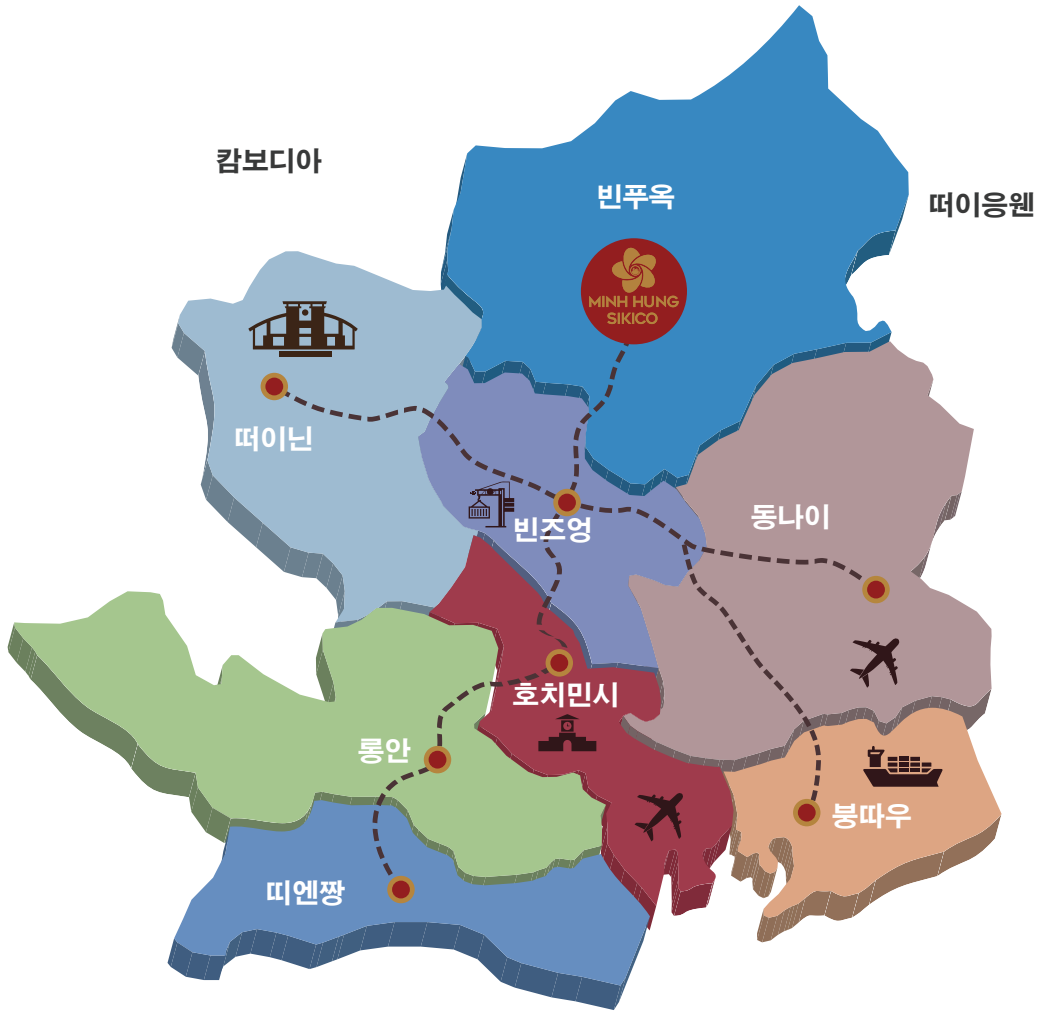 캄보디아
빈푸옥
떠이응웬
MINH HUNG
SIKICO
떠이닌
동나이
빈즈엉
호치민시
롱안
붕따우
띠엔짱